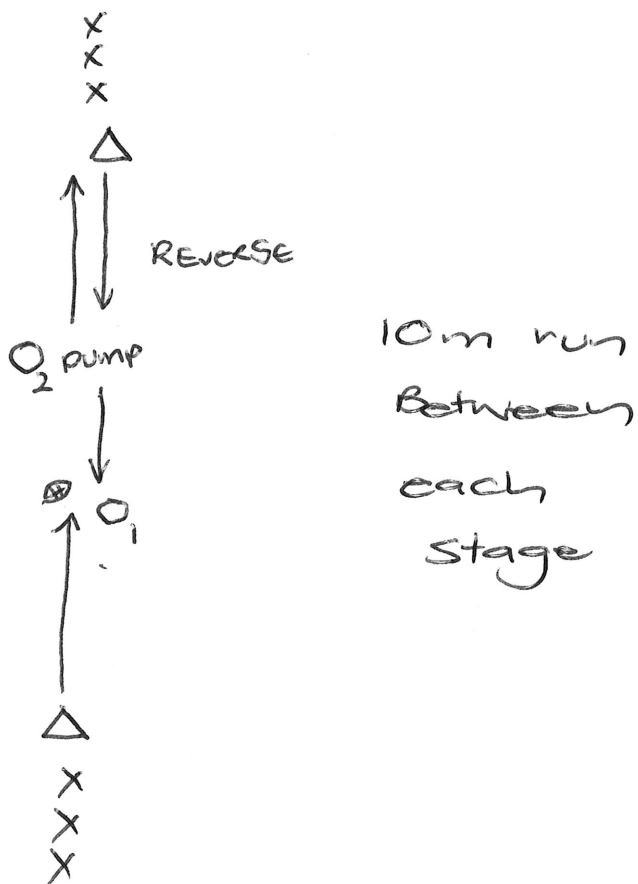 X
X
X
REVERSE
O2 pump
O1
10m run
Between
each
stage
X
X
X